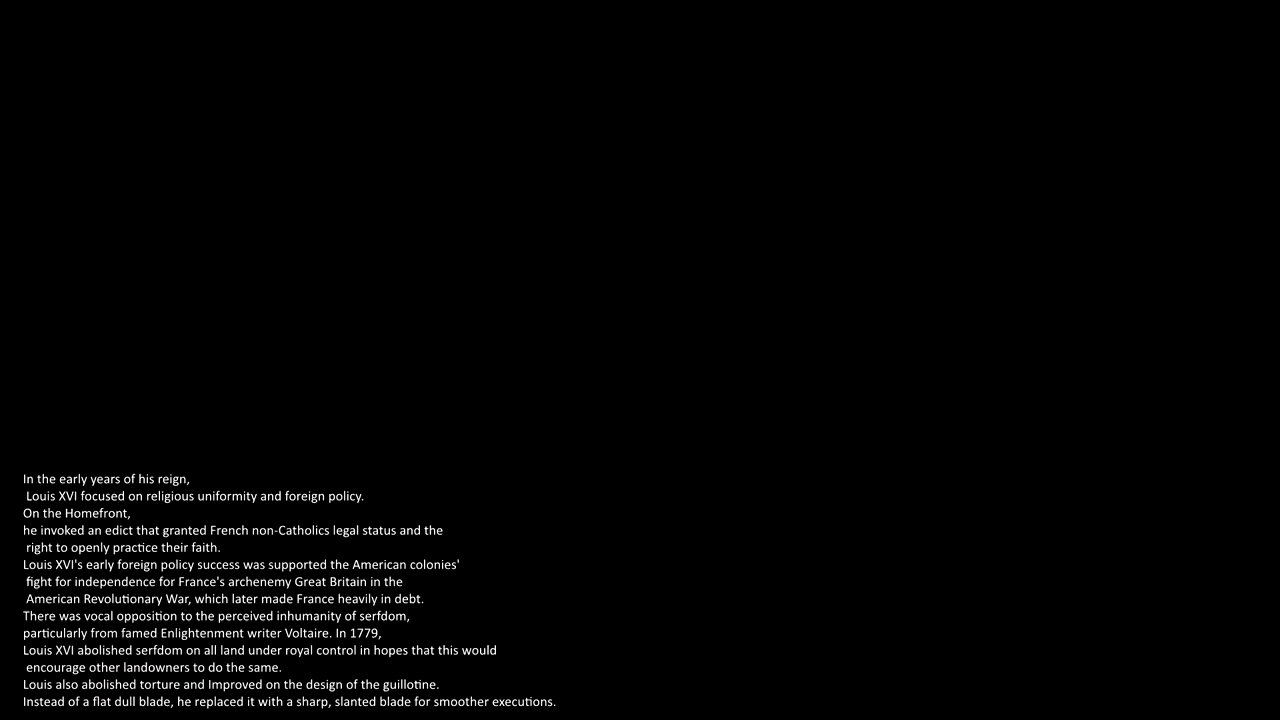 In the early years of his reign,
Louis XVI focused on religious uniformity and foreign policy.
On the Homefront,
he invoked an edict that granted French non-Catholics legal status and the
right to openly practice their faith.
Louis XVI's early foreign policy success was supported the American colonies'
fight for independence for France's archenemy Great Britain in the
American Revolutionary War, which later made France heavily in debt.
There was vocal opposition to the perceived inhumanity of serfdom,
particularly from famed Enlightenment writer Voltaire. In 1779,
Louis XVI abolished serfdom on all land under royal control in hopes that this would
encourage other landowners to do the same.
Louis also abolished torture and Improved on the design of the guillotine.
Instead of a flat dull blade, he replaced it with a sharp, slanted blade for smoother executions.